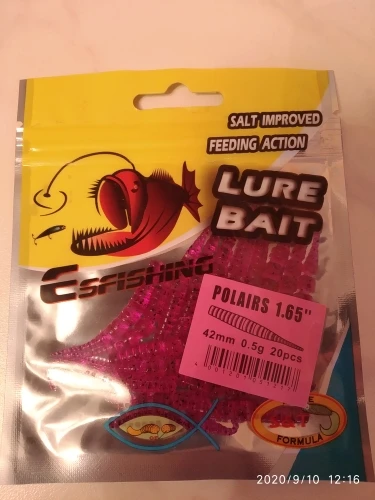 SALT IMPROVED
FEEDING ACTION
LURE
BAIT
ESFISHING
POLAIRS 1.65"
42mm 0.5g 20pcs
FORMULA
2020/9/10 12:16